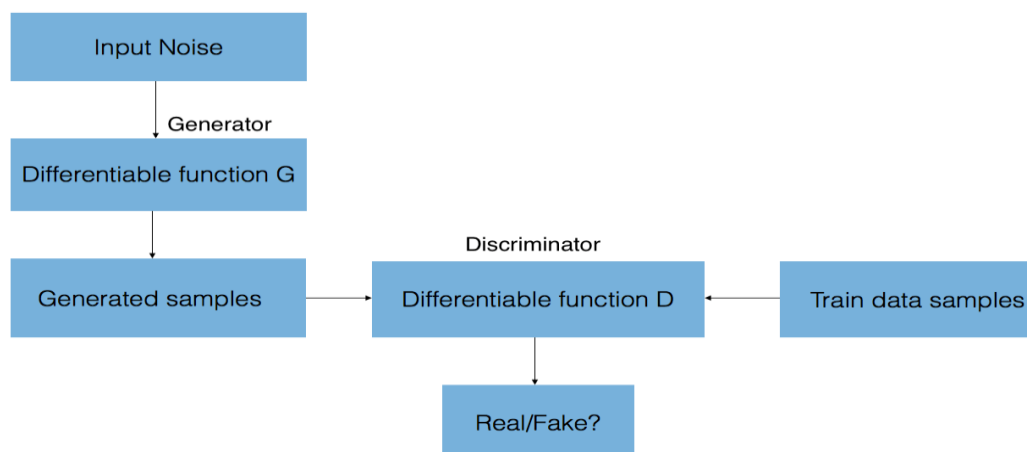 Input Noise
Generator
Differentiable function G
Discriminator
Generated samples
Differentiable function D
Train data samples
Real/Fake?